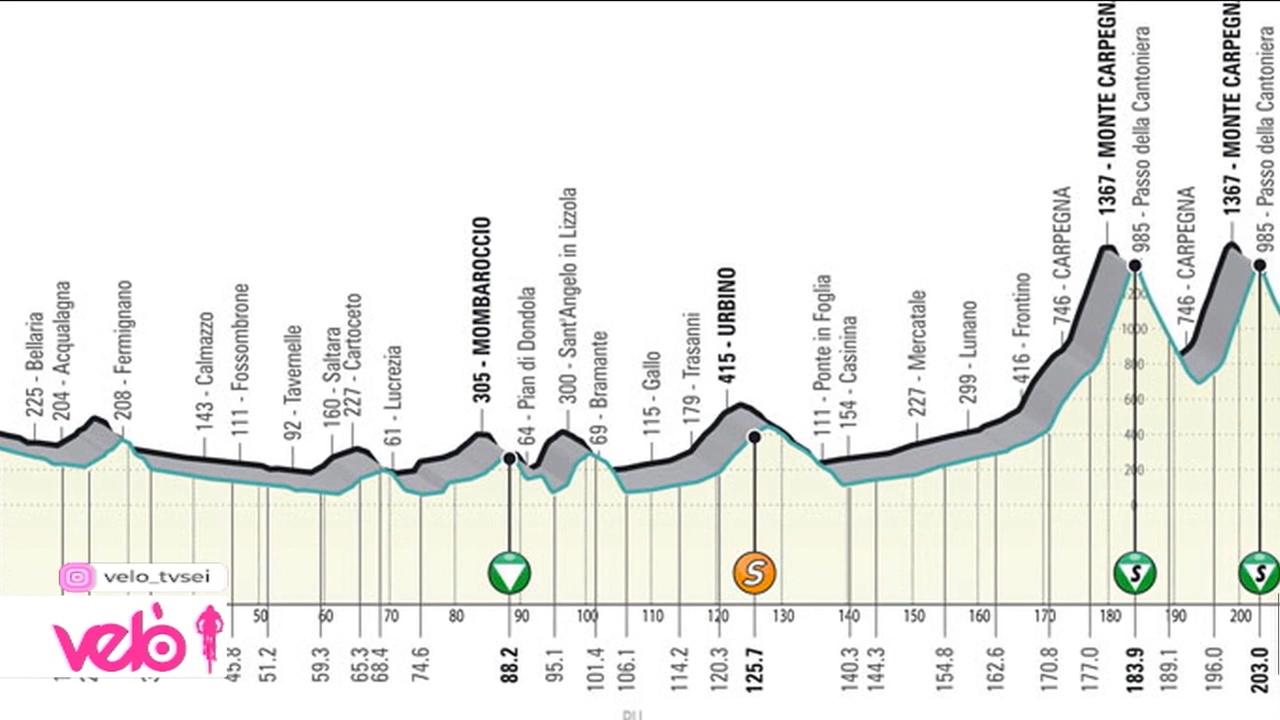 225 - Bellaria
204 - Acqualagna
208 - Fermignano
143 - Calmazzo
111 - Fossombrone
92 - Tavernelle
160 - Saltara
227 - Cartoceto
61 - Lucrezia
305 - MOMBAROCCIO
64 - Pian di Dondola
300 - Sant'Angelo in Lizzola
69 - Bramante
115 - Gallo
179 - Trasanni
415 - URBINO
111 - Ponte in Foglia
154 - Casinina
227 - Mercatale
299 - Lunano
416 - Frontino
746 - CARPEGNA
1367 - MONTE CARPEGN
985 - Passo della Cantoniera
746 - CARPEGNA
1367 - MONTE CARPEGN
985 - Passo della Cantoniera
1000
800
600
400
200
0
S
S
S
velo_tvsei
velò
50 60 70 80 90 100 110 120 130 140 150 160 170 180 190 200
45.8
51.2
59.3
65.3
68.4
74.6
88.2
95.1
101.4
106.1
114.2
120.3
125.7
140.3
144.3
154.8
162.6
170.8
177.0
183.9
189.1
196.0
203.0